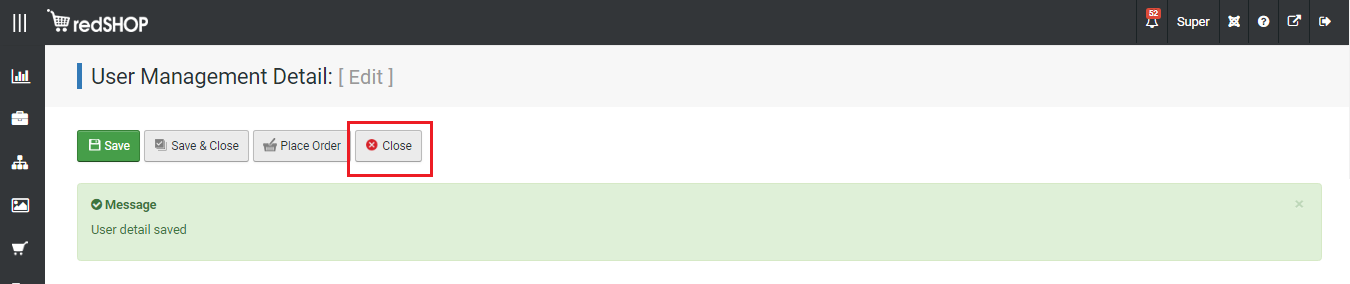 redSHOP
52
Super
User Management Detail: [ Edit ]
Save
Save & Close
Place Order
Close
Message
×
User detail saved